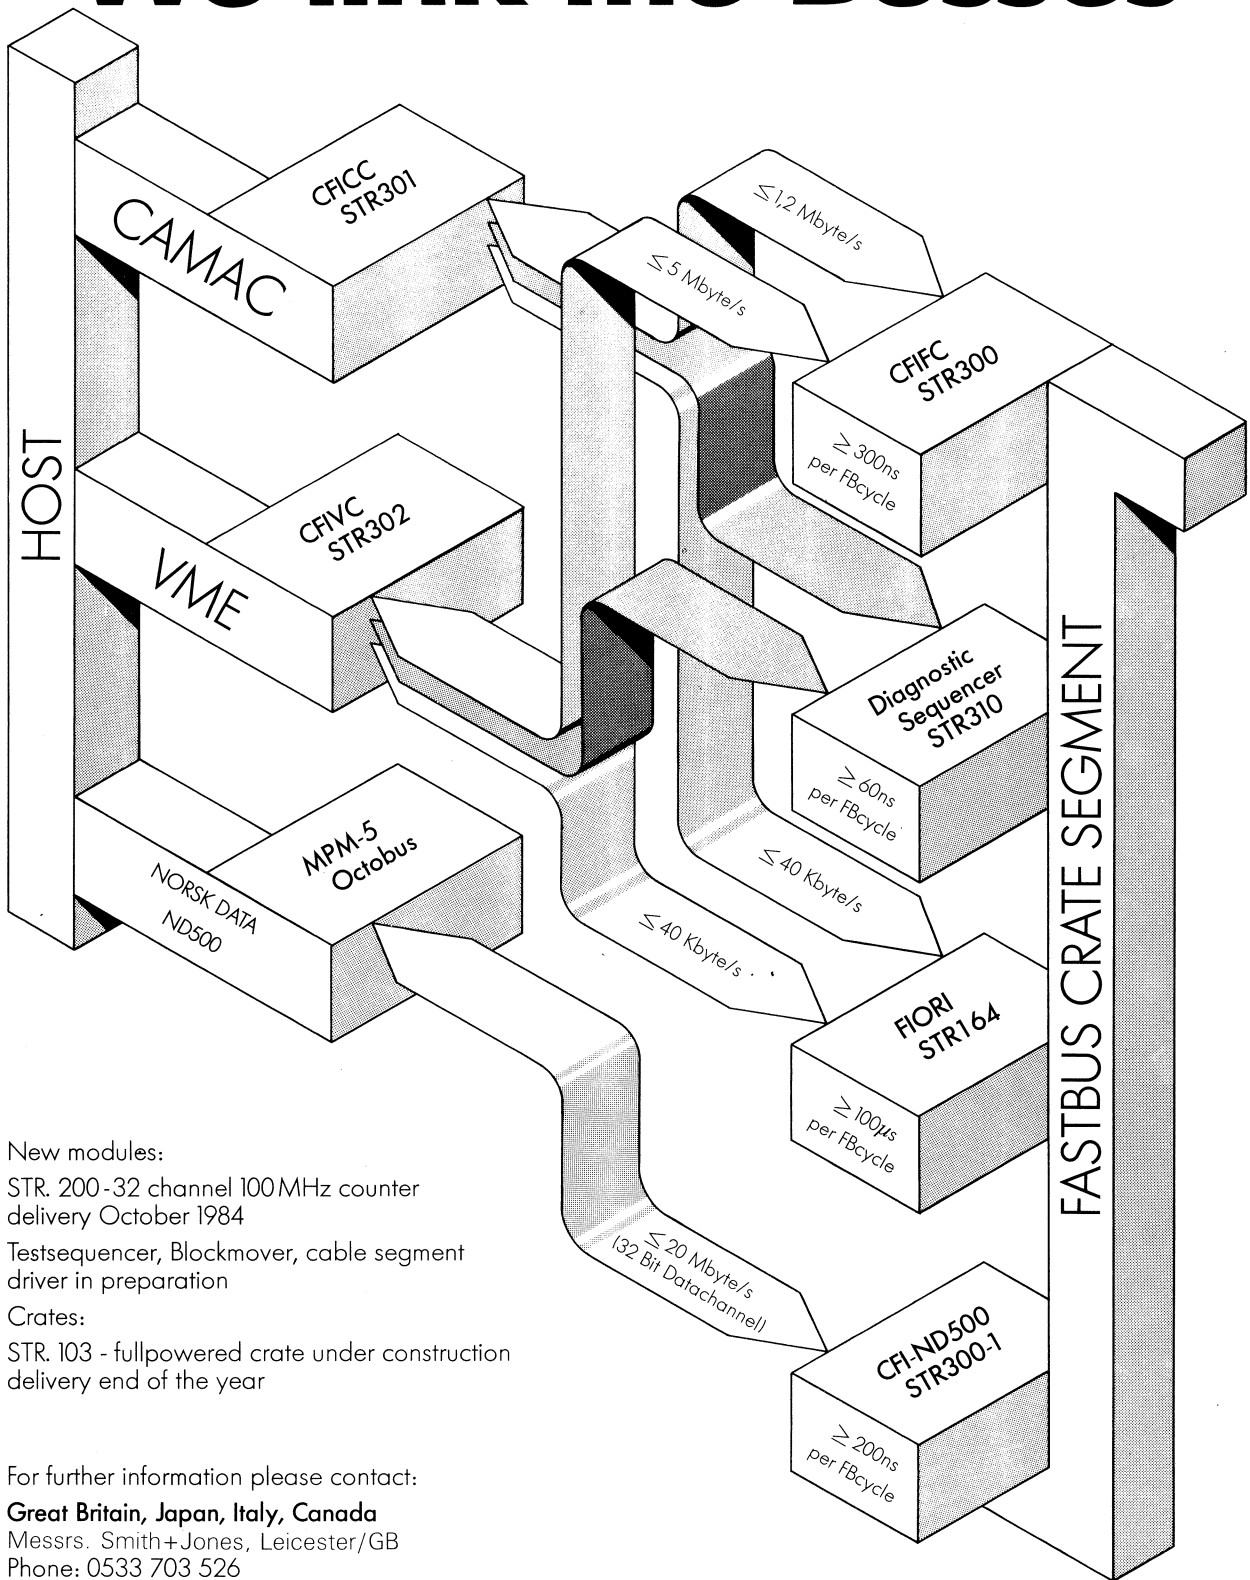 We link the Busses
CFICC
STR301
CAMAC
≤1,2 Mbyte/s
≤ 5 Mbyte/s
CFIFC
STR300
≥ 300ns
per FBcycle
HOST
CFIVC
STR302
VME
Diagnostic
Sequencer
STR310
≥ 60ns
per FBcycle
FASTBUS CRATE SEGMENT
MPM-5
Octobus
NORSK DATA
ND500
≤ 40 Kbyte/s
≤ 40 Kbyte/s
FIORI
STR164
≥ 100µs
per FBcycle
≤ 20 Mbyte/s
(32 Bit Datachannel)
CFI-ND500
STR300-1
≥ 200ns
per FBcycle
New modules:
STR. 200-32 channel 100MHz counter
delivery October 1984
Testsequencer, Blockmover, cable segment
driver in preparation
Crates:
STR. 103 - fullpowered crate under construction
delivery end of the year
For further information please contact:
Great Britain, Japan, Italy, Canada
Messrs. Smith+Jones, Leicester/GB
Phone: 0533 703 526